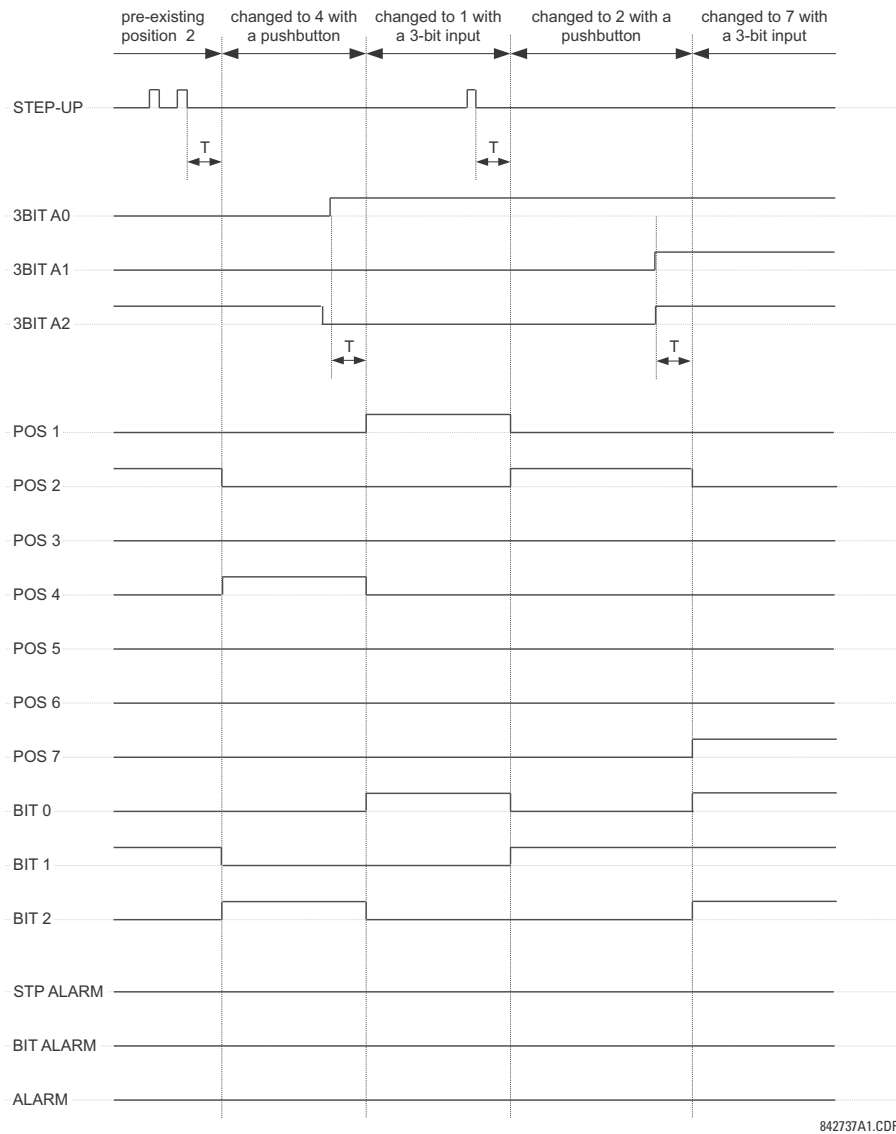 pre-existing
position 2
changed to 4 with
a pushbutton
changed to 1 with
a 3-bit input
changed to 2 with a
pushbutton
changed to 7 with
a 3-bit input
STEP-UP
T
T
3BIT A0
3BIT A1
3BIT A2
T
T
POS 1
POS 2
POS 3
POS 4
POS 5
POS 6
POS 7
BIT 0
BIT 1
BIT 2
STP ALARM
BIT ALARM
ALARM
842737A1.CDR